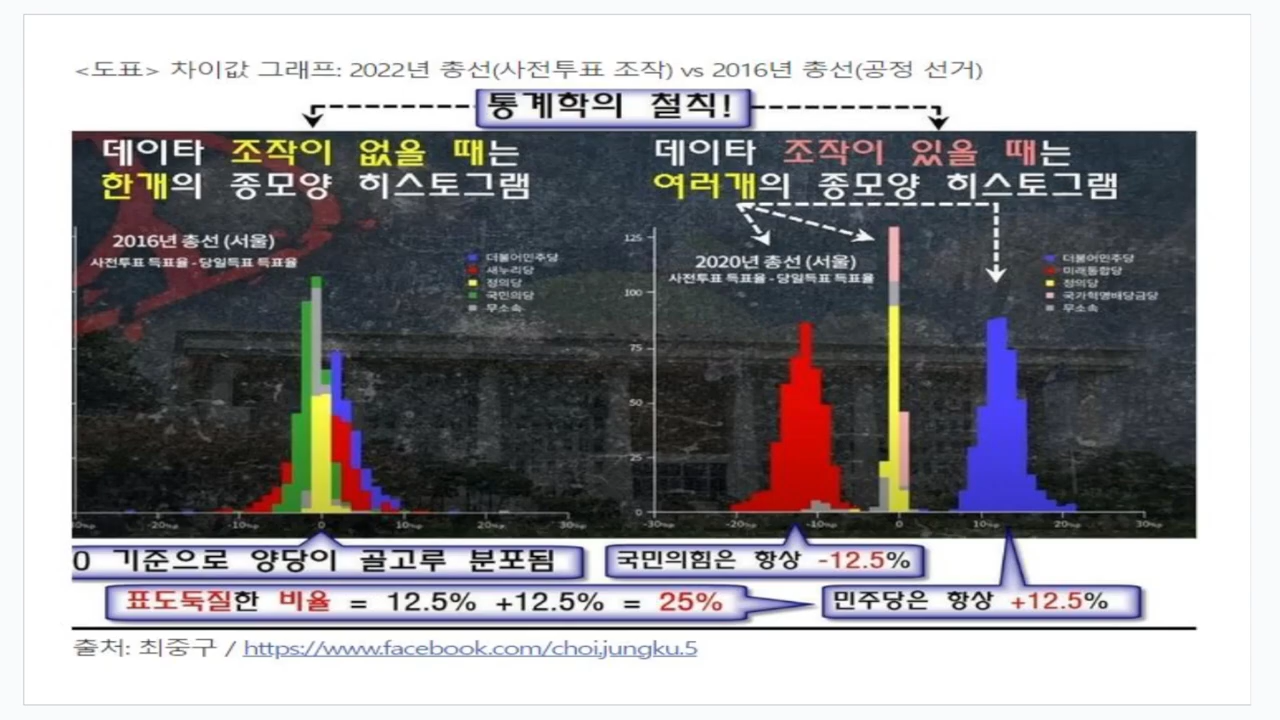 <도표> 차이값 그래프: 2022년 총선(사전투표 조작) vs 2016년 총선(공정 선거)
통계학의 철칙!
데이타 조작이 없을 때는
한개의 종모양 히스토그램
2016년 총선 (서울)
사전투표 득표율 - 당일득표 득표율
더불어민주당
새누리당
정의당
국민의당
무소속
-20%p -10%p 0 10%p 20%p 30%p
데이타 조작이 있을 때는
여러개의 종모양 히스토그램
2020년 총선 (서울)
사전투표 득표율 - 당일득표 득표율
더불어민주당
미래통합당
정의당
국가혁명배당금당
무소속
125
100
75
50
25
0
-30%p -20%p -10%p 0 10%p 20%p 30%p
0 기준으로 양당이 골고루 분포됨
국민의힘은 항상 -12.5%
표도둑질한 비율 = 12.5% +12.5% = 25%
민주당은 항상 +12.5%
출처: 최중구 / https://www.facebook.com/choi.jungku.5